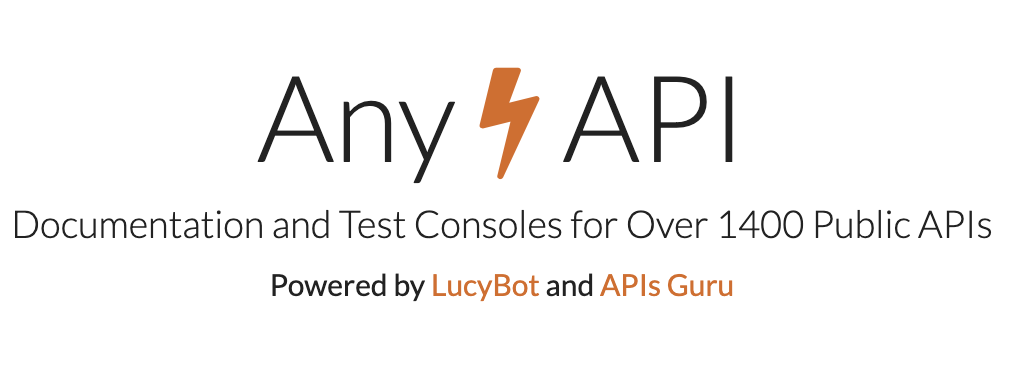 Any API
Documentation and Test Consoles for Over 1400 Public APIs
Powered by LucyBot and APIs Guru